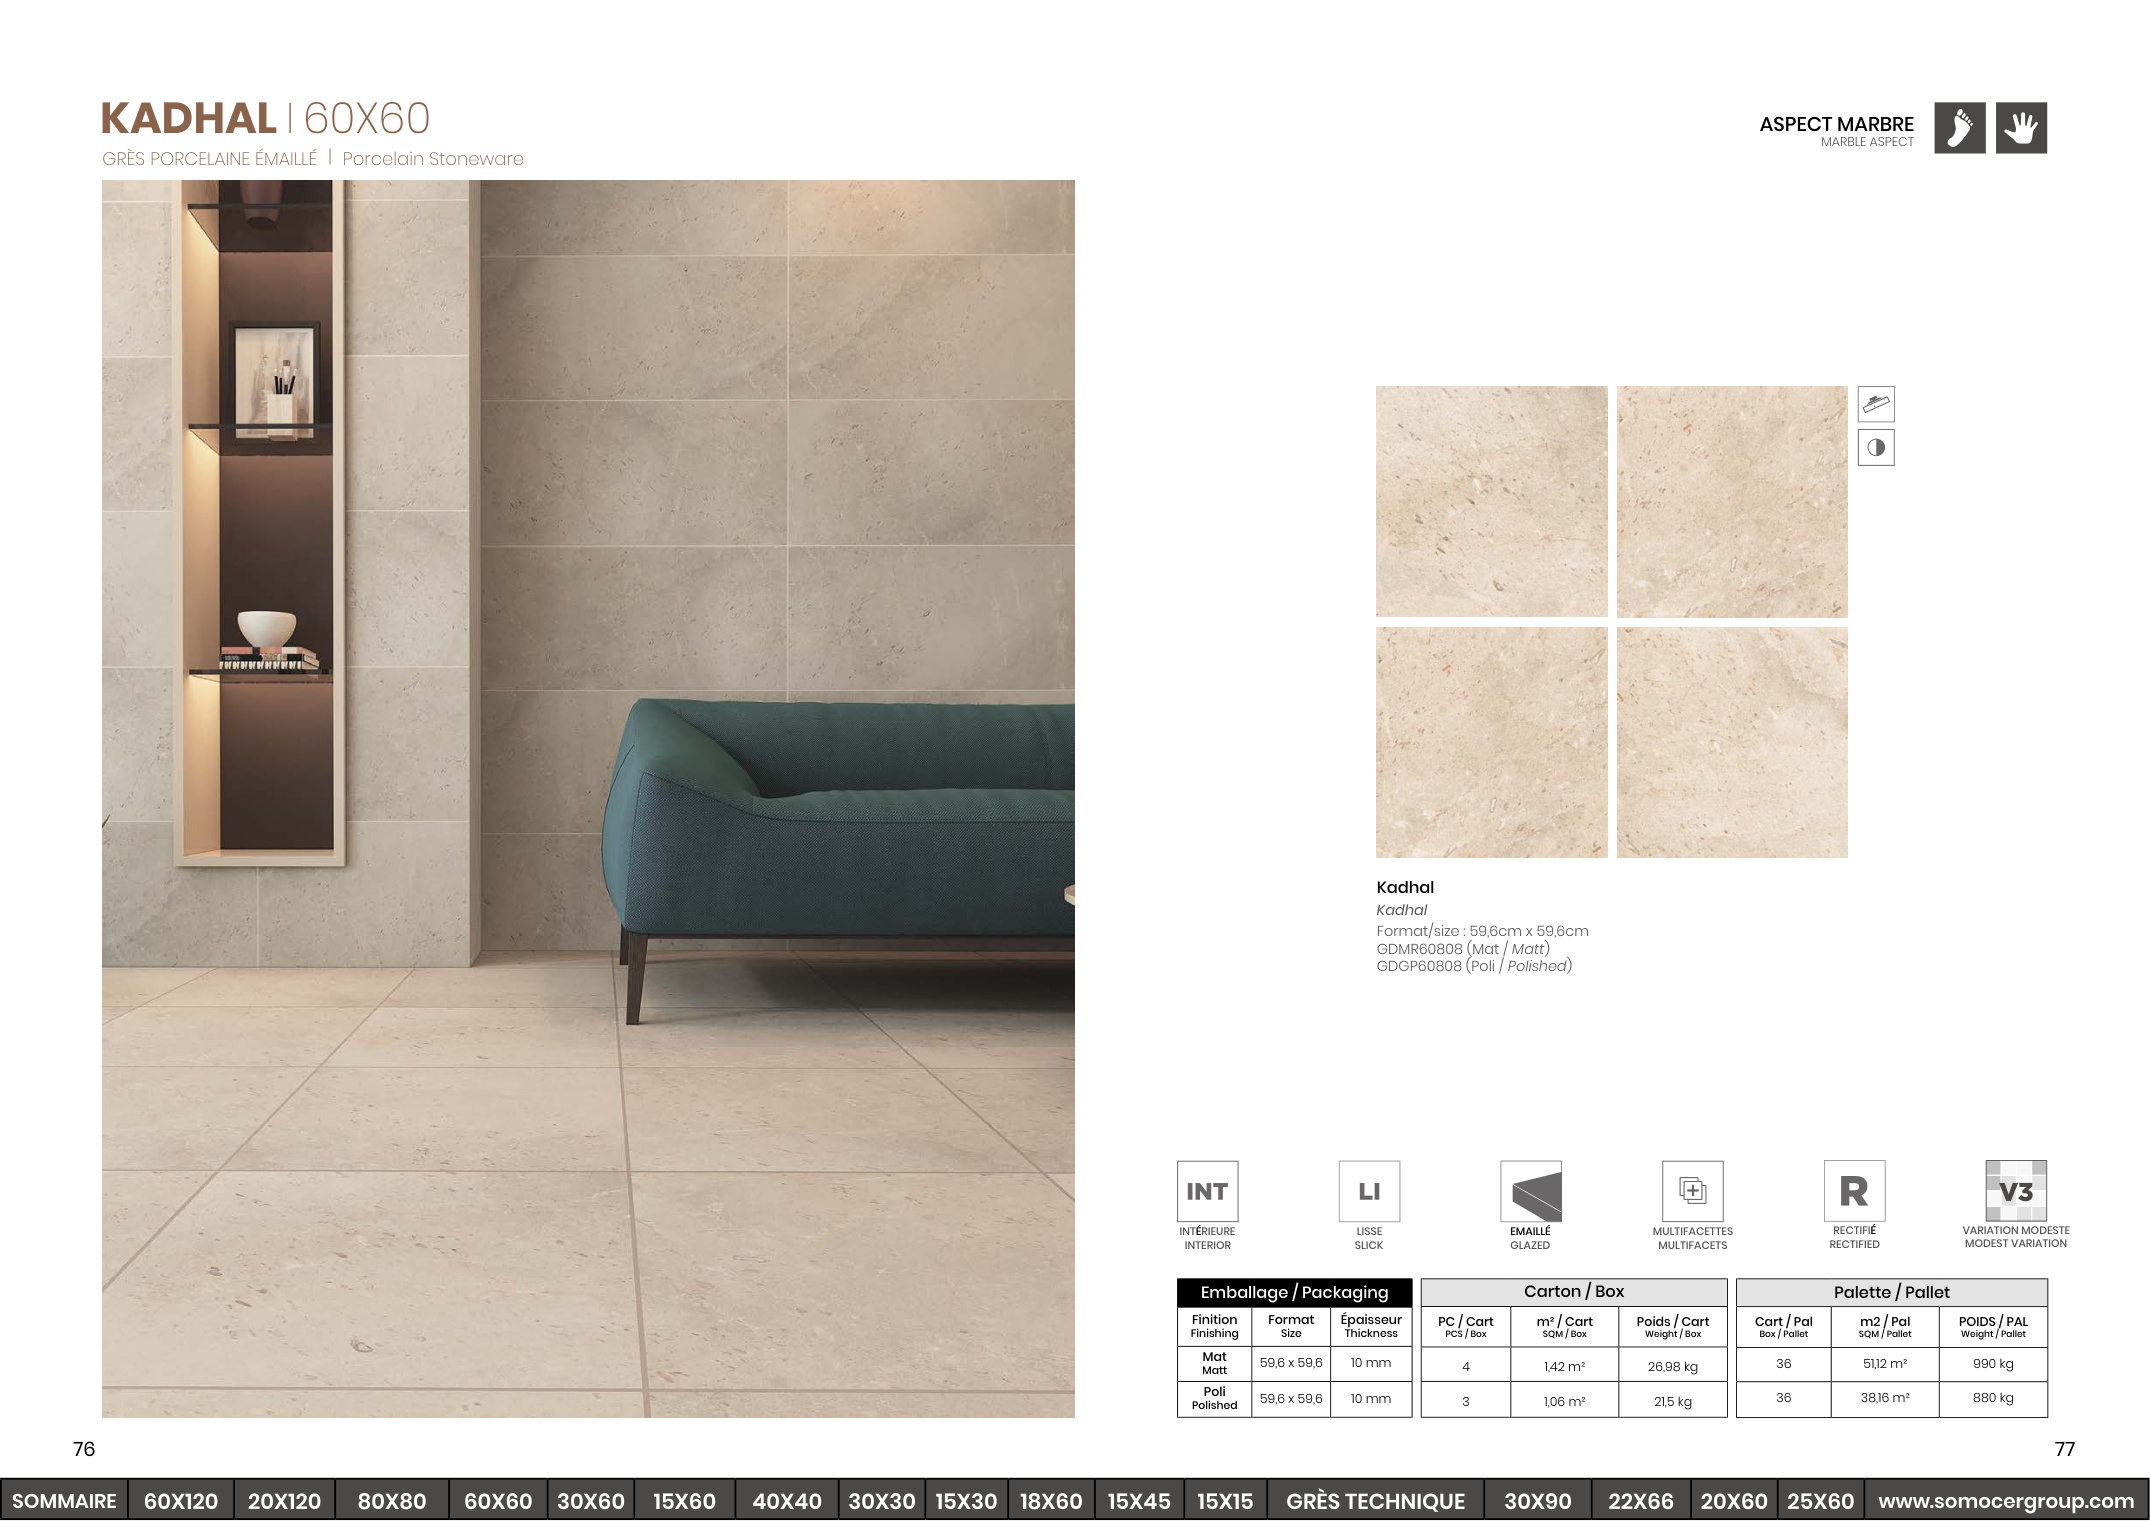 KADHAL | 60X60
GRÈS PORCELAINE ÉMAILLÉ | Porcelain Stoneware
ASPECT MARBRE
MARBLE ASPECT
Kadhal
Kadhal
Format/size : 59,6cm x 59,6cm
GDMR60808 (Mat / Matt)
GDGP60808 (Poli / Polished)
INT
LI
R
V3
INTÉRIEURE
INTERIOR
LISSE
SLICK
EMAILLÉ
GLAZED
MULTIFACETTES
MULTIFACETS
RECTIFIÉ
RECTIFIED
VARIATION MODESTE
MODEST VARIATION
Emballage / Packaging
Finition Format Épaisseur
Finishing Size Thickness
Mat
Matt
59,6 x 59,6 10 mm
Poli
Polished
59,6 x 59,6 10 mm
Carton / Box
PC / Cart m² / Cart Poids / Cart
PCS / Box SQM / Box Weight / Box
4 1,42 m² 26,98 kg
3 1,06 m² 21,5 kg
Palette / Pallet
Cart / Pal m2 / Pal POIDS / PAL
Box / Pallet SQM / Pallet Weight / Pallet
36 51,12 m² 990 kg
36 38,16 m² 880 kg
76
77
SOMMAIRE 60X120 20X120 80X80 60X60 30X60 15X60 40X40 30X30 15X30 18X60 15X45 15X15 GRÈS TECHNIQUE 30X90 22X66 20X60 25X60 www.somocergroup.com